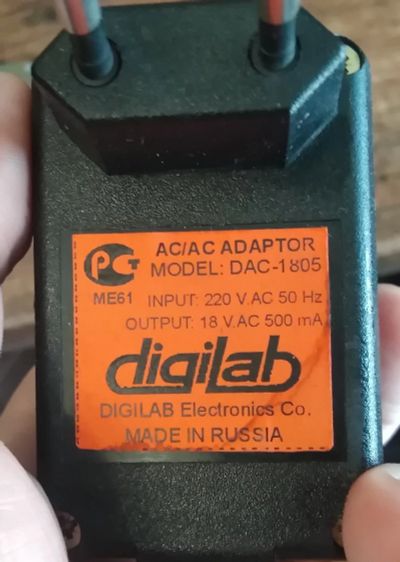 AC/AC ADAPTOR
РСТ MODEL: DAC-1805
ME61 INPUT: 220 V.AC 50 Hz
OUTPUT: 18 V.AC 500 mA
digiLab
DIGILAB Electronics Co.
MADE IN RUSSIA